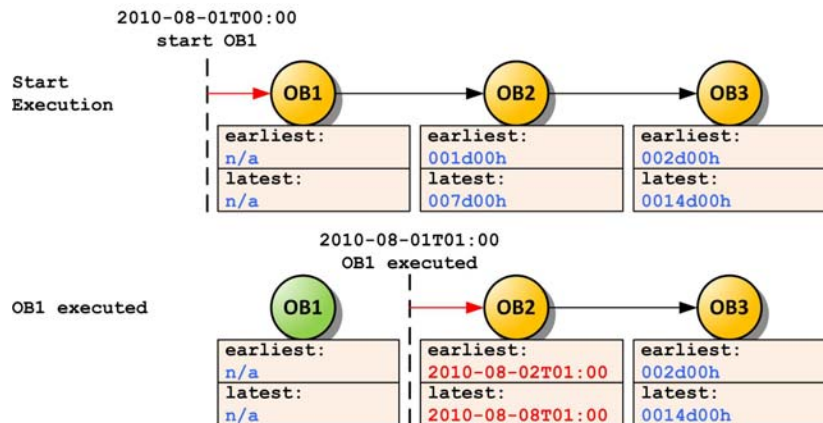 2010-08-01T00:00
start OB1
Start
Execution
OB1 OB2 OB3
earliest: earliest: earliest:
n/a 001d00h 002d00h
latest: latest: latest:
n/a 007d00h 0014d00h
2010-08-01T01:00
OB1 executed
OB1 executed
OB1 OB2 OB3
earliest: earliest: earliest:
n/a 2010-08-02T01:00 002d00h
latest: latest: latest:
n/a 2010-08-08T01:00 0014d00h